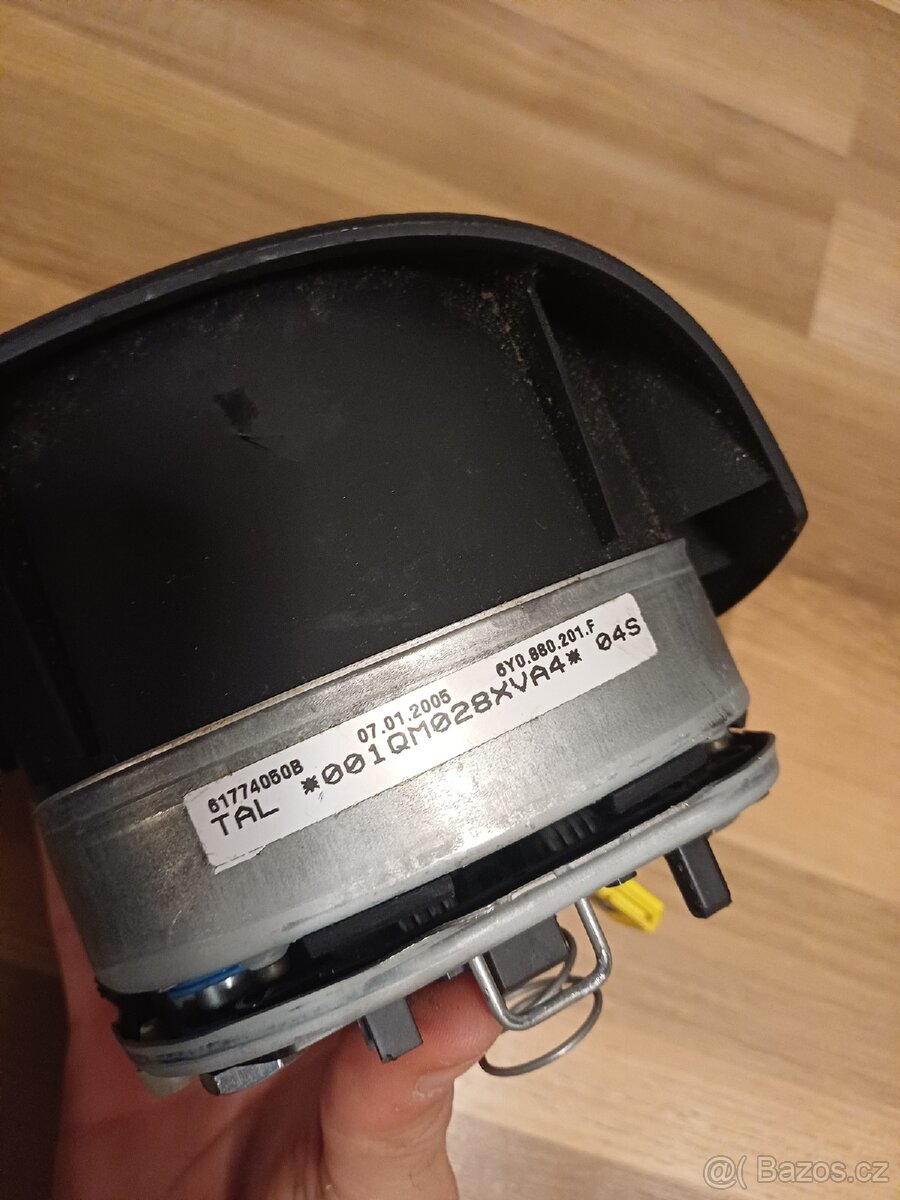 61774050B 07.01.2005 6Y0.880.201.F
TAL *001QM028XVA4* 04S
@( Bazos.cz